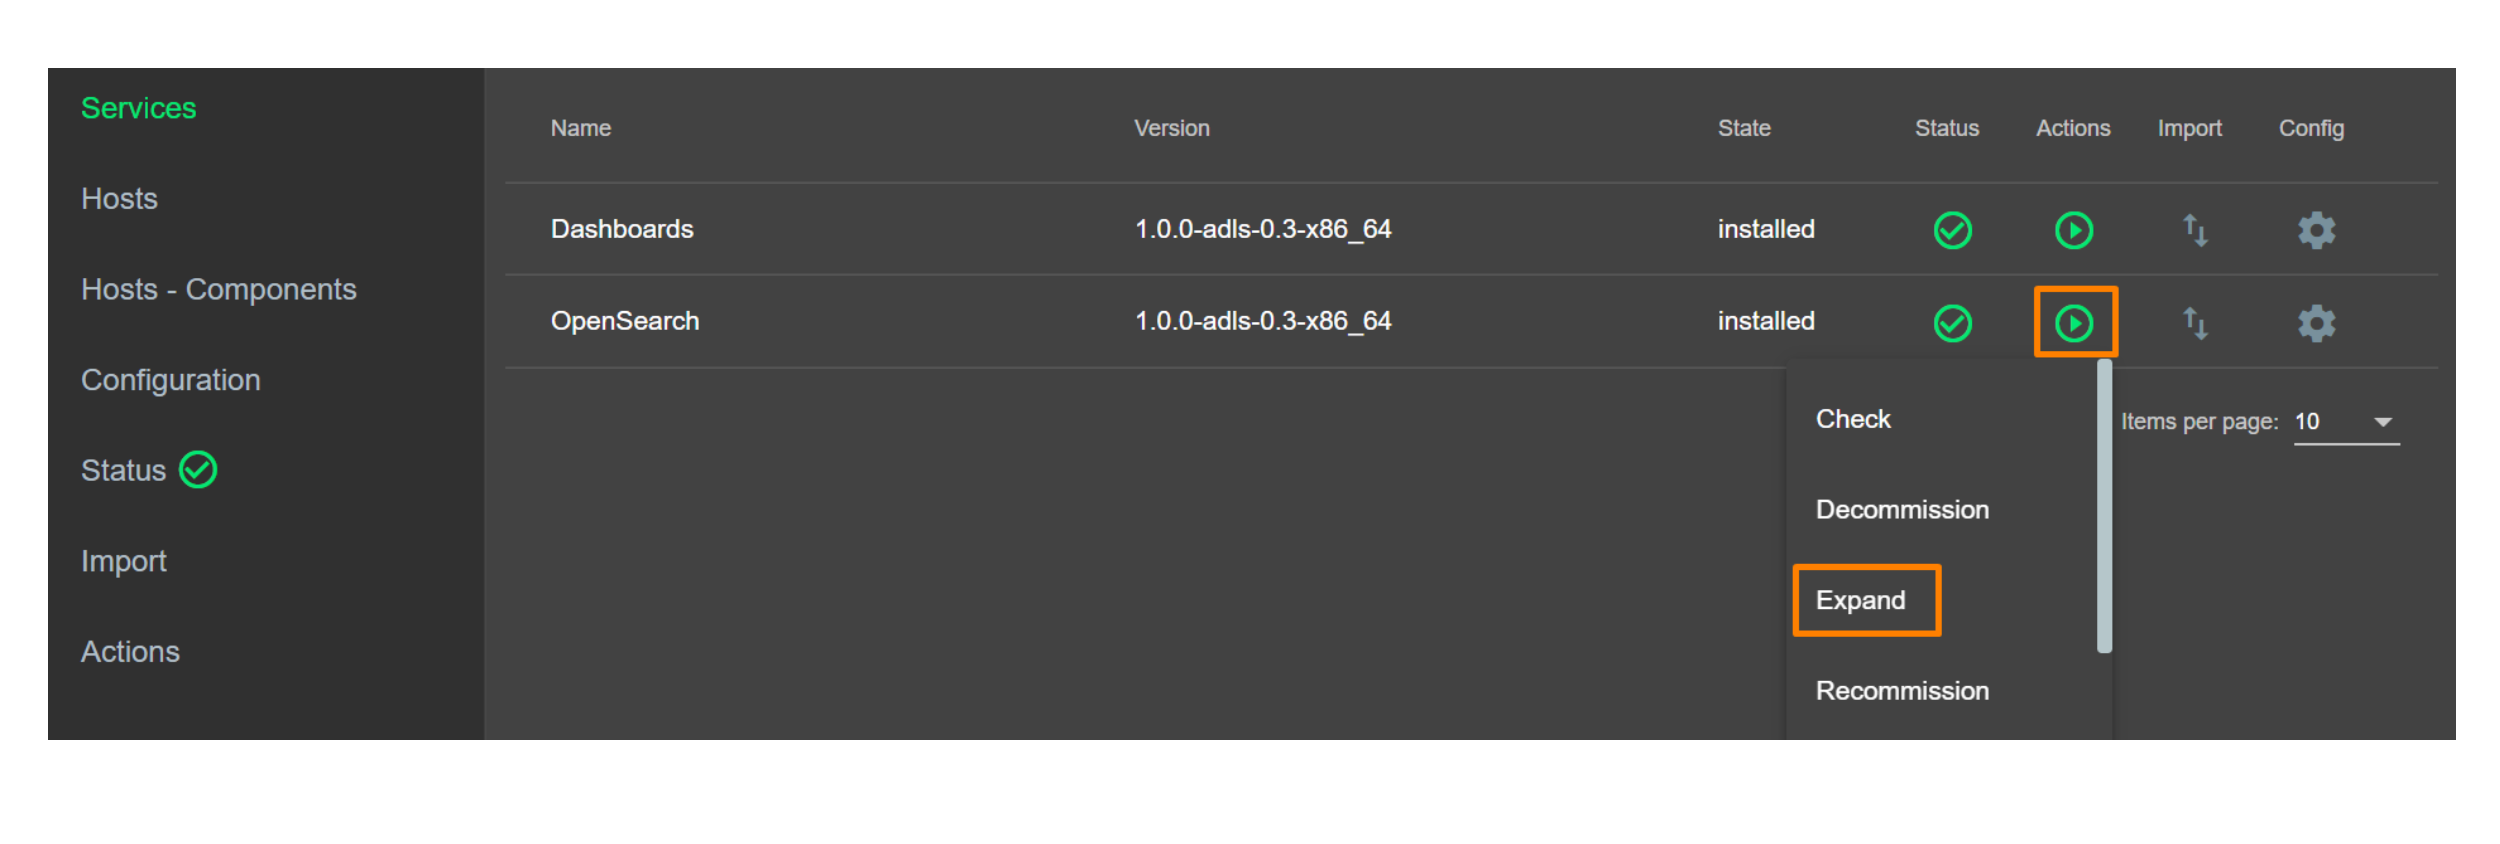 Services
Hosts
Hosts - Components
Configuration
Status
Import
Actions
Name Version State Status Actions Import Config
Dashboards 1.0.0-adls-0.3-x86_64 installed
OpenSearch 1.0.0-adls-0.3-x86_64 installed
Check
Decommission
Expand
Recommission
Items per page: 10